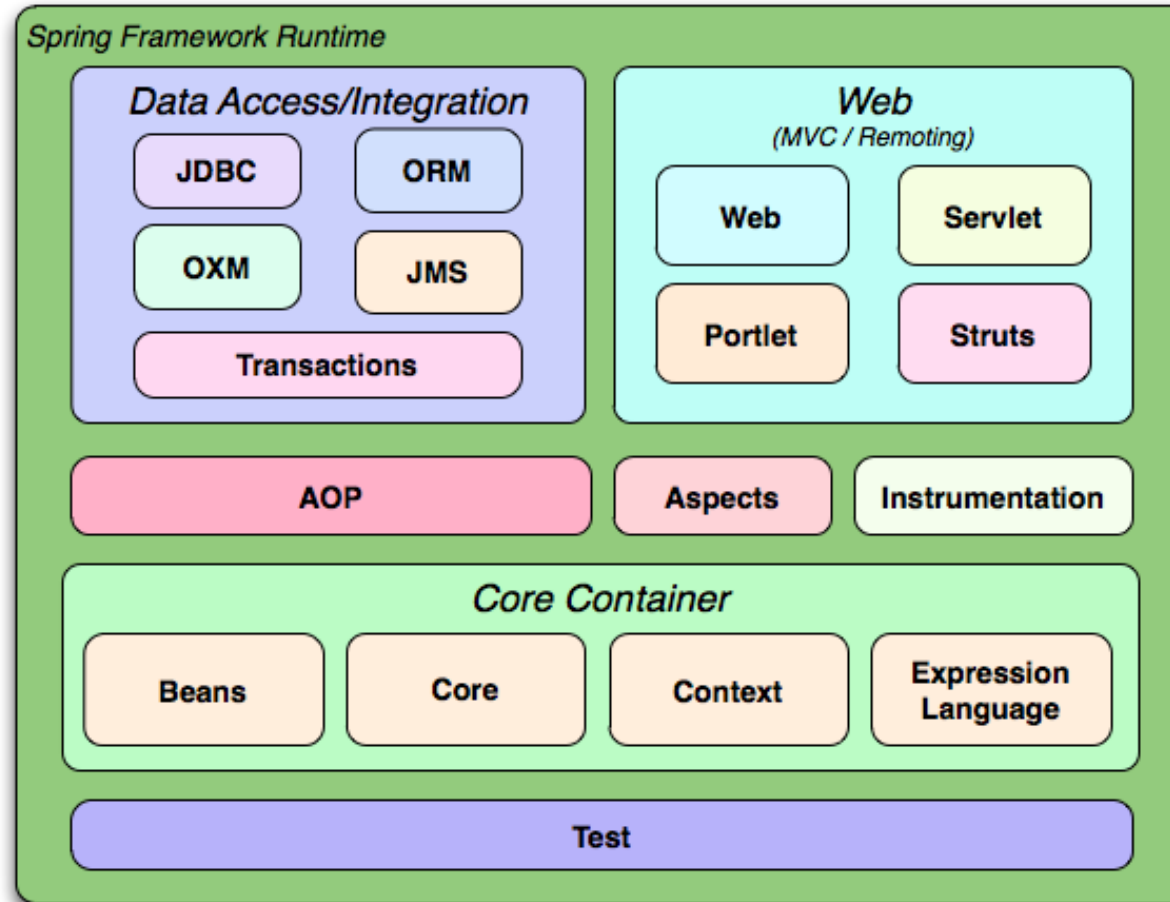 Spring Framework Runtime
Data Access/Integration
JDBC
ORM
OXM
JMS
Transactions
Web
(MVC / Remoting)
Web
Servlet
Portlet
Struts
AOP
Aspects
Instrumentation
Core Container
Beans
Core
Context
Expression
Language
Test